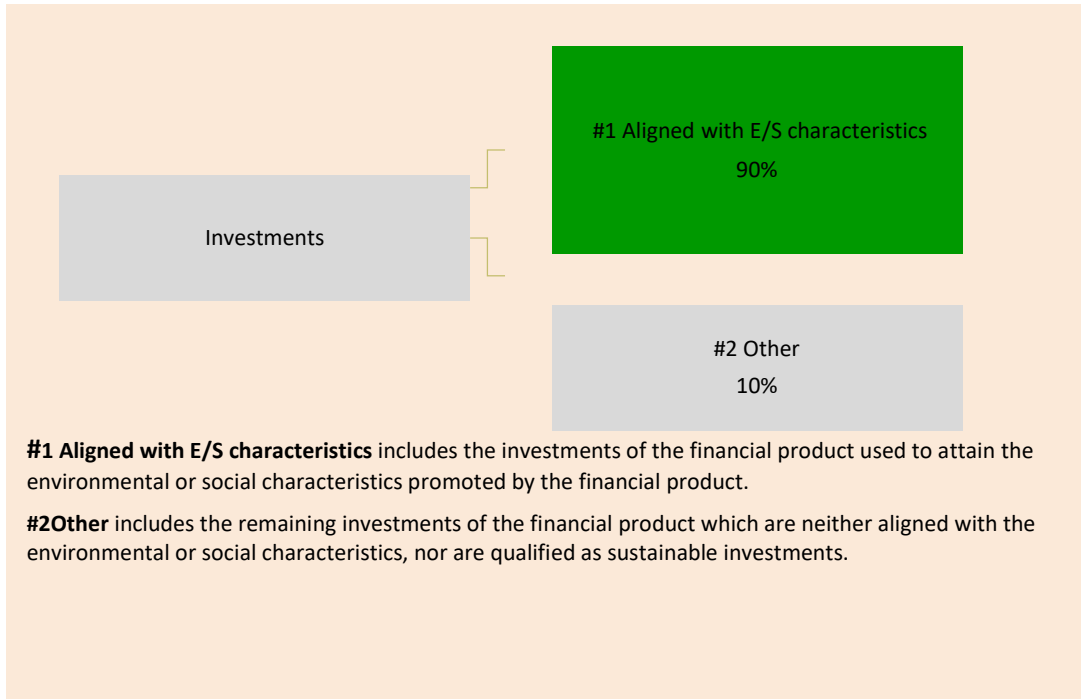 #1 Aligned with E/S characteristics
90%
Investments
#2 Other
10%
#1 Aligned with E/S characteristics includes the investments of the financial product used to attain the
environmental or social characteristics promoted by the financial product.
#2Other includes the remaining investments of the financial product which are neither aligned with the
environmental or social characteristics, nor are qualified as sustainable investments.